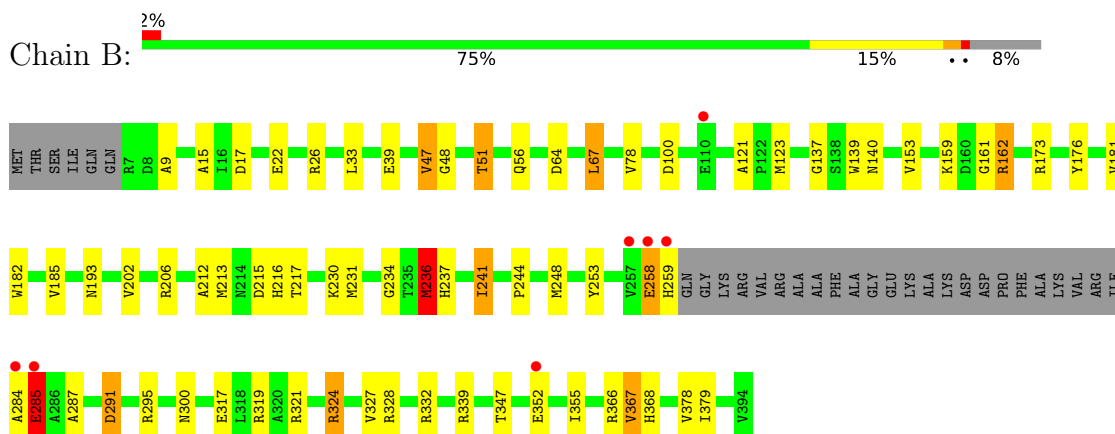 2%
Chain B:
75% 15% • • 8%
MET THR SER ILE GLN GLN R7 D8 A9 A15 I16 D17 E22 R26 L33 E39 V47 G48 T51 Q56 D64 L67 V78 D100 E110 A121 P122 M123 G137 S138 W139 N140 V153 K159 D160 G161 R162 R173 Y176 V181
W182 V185 N193 V202 R206 A212 M213 N214 D215 H216 T217 K230 M231 G234 T235 M236 H237 I241 P244 M248 Y253 V257 E258 H259 GLN GLY LYS ARG VAL ARG ALA ALA PHE ALA GLY GLU LYS ALA LYS ASP ASP PRO PHE ALA LYS VAL ARG ILE
A284 E285 A286 A287 D291 R295 N300 E317 L318 R319 A320 R321 R324 V327 R328 R332 R339 T347 E352 I355 R366 V367 H368 V378 I379 V394